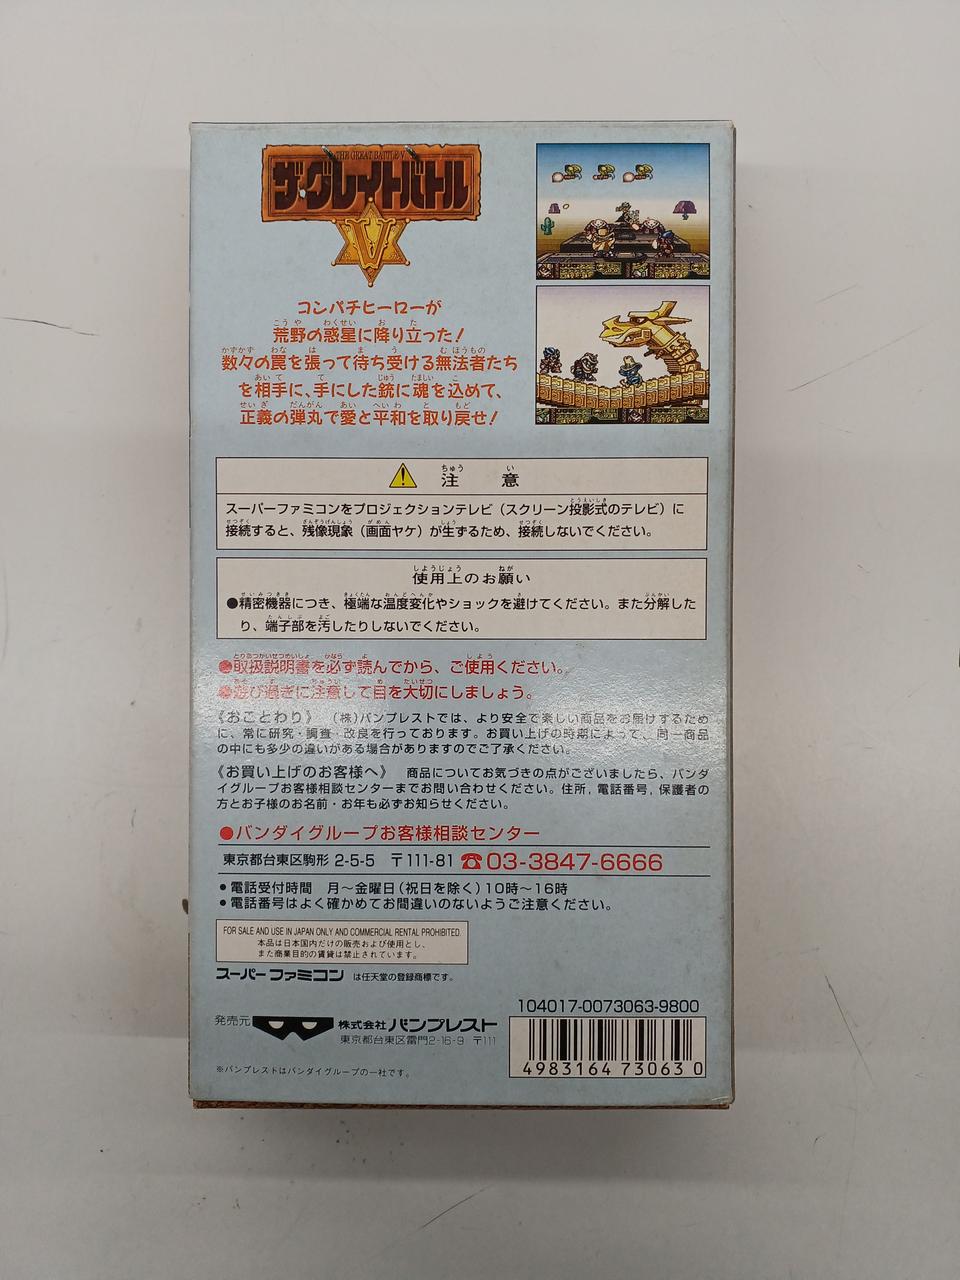 THE GREAT BATTLE V
ザ・グレイトバトル
V
コンパチヒーローが
荒野の惑星に降り立った!
数々の罠を張って待ち受ける無法者たち
を相手に、手にした銃に魂を込めて、
正義の弾丸で愛と平和を取り戻せ!
注意
スーパーファミコンをプロジェクションテレビ(スクリーン投影式のテレビ)に
接続すると、残像現象(画面ヤケ)が生ずるため、接続しないでください。
使用上のお願い
●精密機器につき、極端な温度変化やショックを避けてください。また分解した
り、端子部を汚したりしないでください。
●取扱説明書を必ず読んでから、ご使用ください。
●遊び過ぎに注意して目を大切にしましょう。
《おことわり》 (株)バンプレストでは、より安全で楽しい商品をお届けするため
に、常に研究・調査・改良を行っております。お買い上げの時期によって、同一商品
の中にも多少の違いがある場合がありますのでご了承ください。
《お買い上げのお客様へ》 商品についてお気づきの点がございましたら、バンダ
イグループお客様相談センターまでお問い合わせください。住所,電話番号,保護者の
方とお子様のお名前・お年も必ずお知らせください。
●バンダイグループお客様相談センター
東京都台東区駒形 2-5-5 〒111-81 ☎03-3847-6666
●電話受付時間 月〜金曜日(祝日を除く)10時〜16時
●電話番号はよく確かめてお間違いのないようご注意ください。
FOR SALE AND USE IN JAPAN ONLY AND COMMERCIAL RENTAL PROHIBITED.
本品は日本国内だけの販売および使用とし、
また商業目的の賃貸は禁止されています。
スーパーファミコン は任天堂の登録商標です。
104017-0073063-9800
発売元 株式会社バンプレスト
東京都台東区雷門2-16-9 〒111
4983164 73063 0
※バンプレストはバンダイグループの一社です。